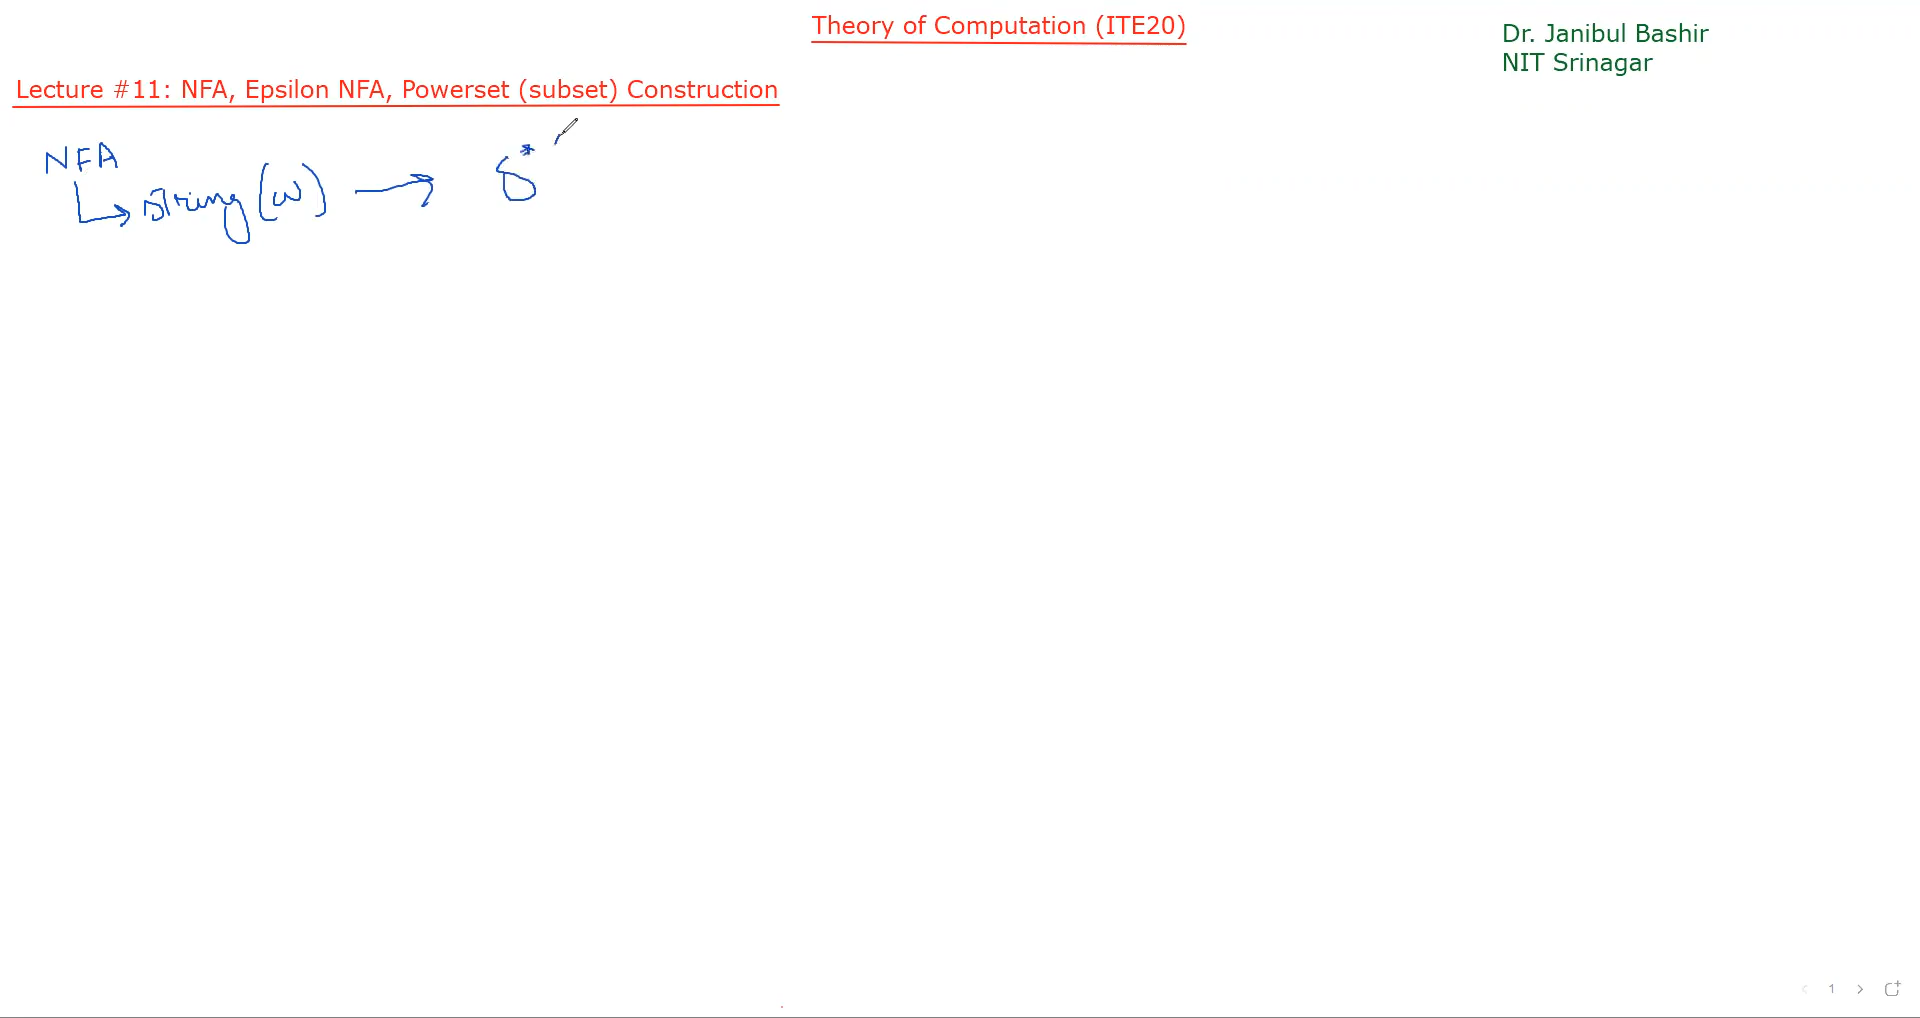 Theory of Computation (ITE20)
Dr. Janibul Bashir
NIT Srinagar
Lecture #11: NFA, Epsilon NFA, Powerset (subset) Construction
NFA
String (w) → δ*
1